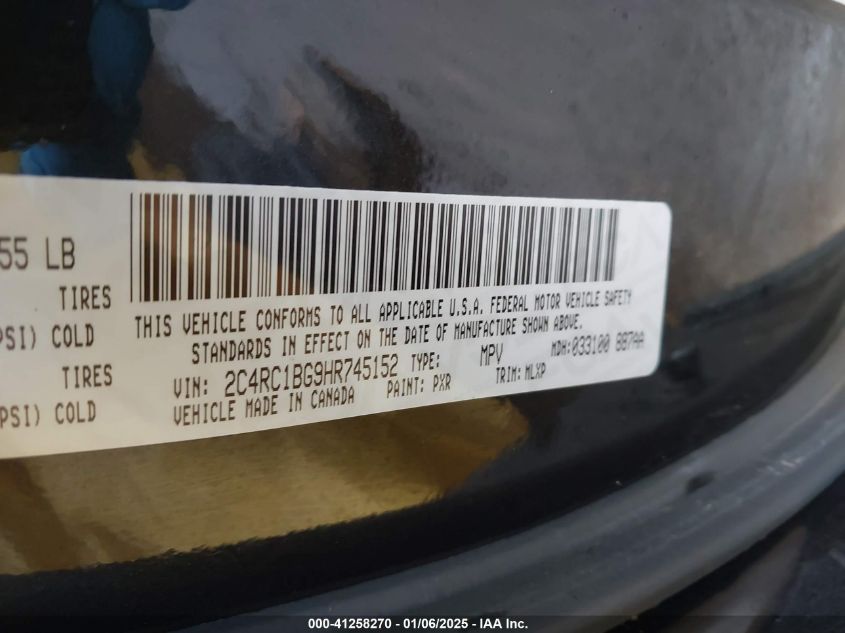 55 LB
TIRES
PSI) COLD
TIRES
PSI) COLD
THIS VEHICLE CONFORMS TO ALL APPLICABLE U.S.A. FEDERAL MOTOR VEHICLE SAFETY
STANDARDS IN EFFECT ON THE DATE OF MANUFACTURE SHOWN ABOVE.
VIN: 2C4RC1BG9HR745152 TYPE: MPV MDH:033100 887AA
VEHICLE MADE IN CANADA PAINT: PXR TRIM: MLXP
000-41258270 - 01/06/2025 - © IAA Inc.